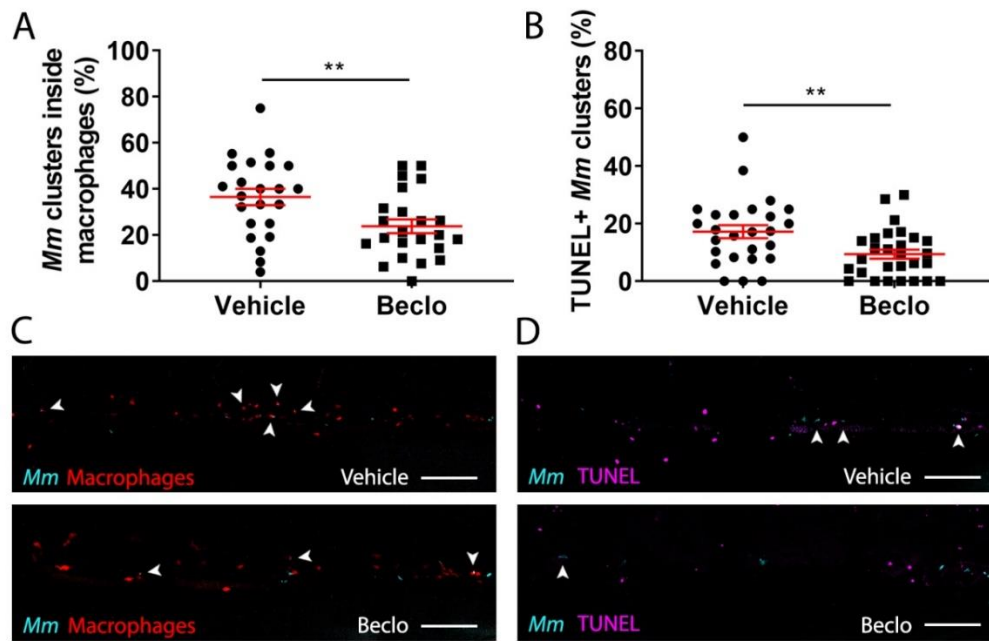 A
Mm clusters inside
macrophages (%)
100
80
60
40
20
0
**
Vehicle
Beclo
B
TUNEL+ Mm clusters (%)
80
60
40
20
0
**
Vehicle
Beclo
C
Mm Macrophages
Vehicle
Mm Macrophages
Beclo
D
Mm TUNEL
Vehicle
Mm TUNEL
Beclo